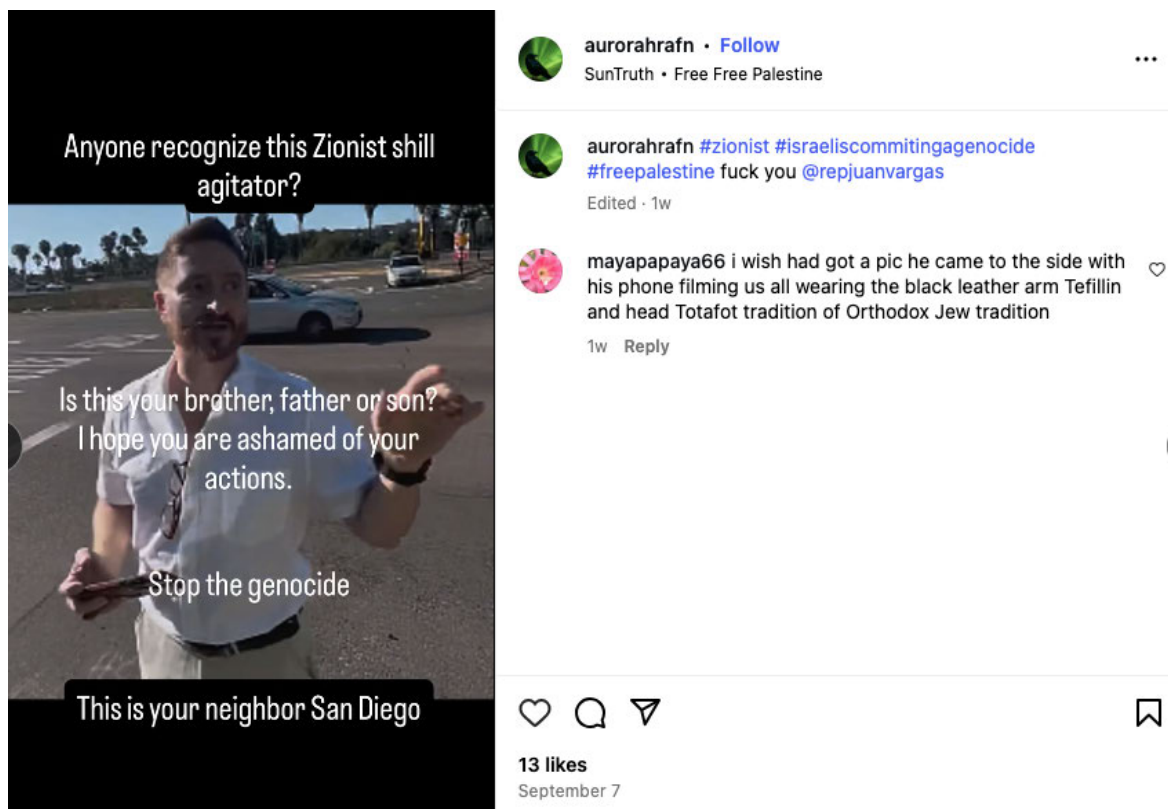 Anyone recognize this Zionist shill
agitator?
Is this your brother, father or son?
I hope you are ashamed of your
actions.
Stop the genocide
This is your neighbor San Diego
aurorahrafn • Follow
SunTruth • Free Free Palestine
aurorahrafn #zionist #israeliscommitingagenocide
#freepalestine fuck you @repjuanvargas
Edited · 1w
mayapapaya66 i wish had got a pic he came to the side with
his phone filming us all wearing the black leather arm Tefillin
and head Totafot tradition of Orthodox Jew tradition
1w Reply
13 likes
September 7